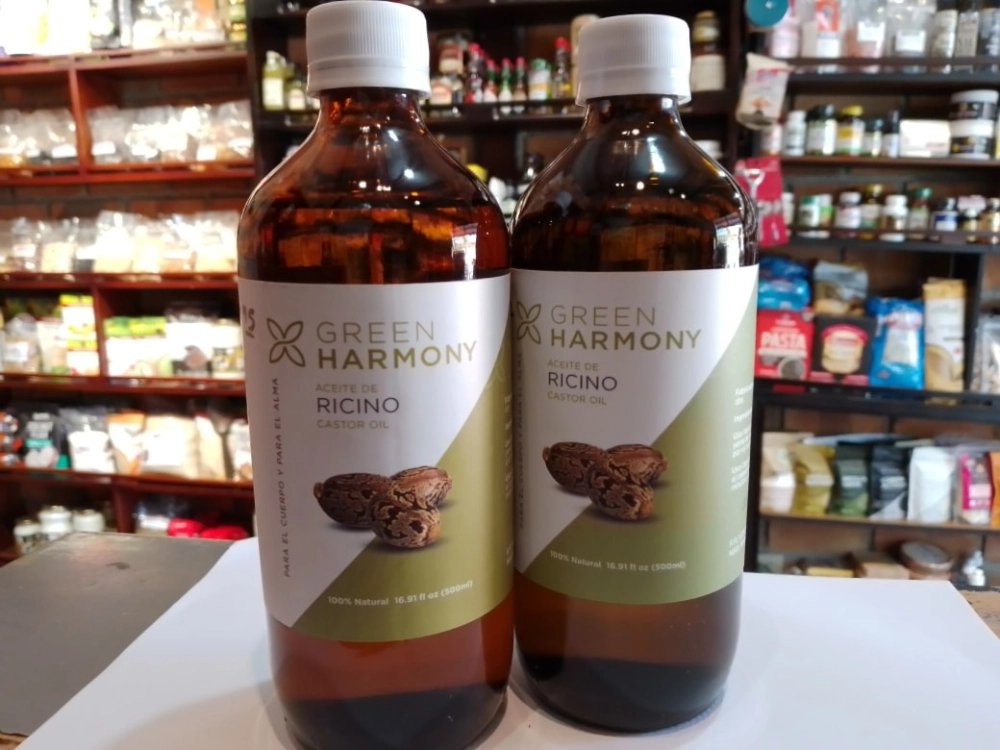 GREEN
HARMONY
ACEITE DE
RICINO
CASTOR OIL
PARA EL CUERPO Y PARA EL ALMA
100% Natural 16.91 fl oz (500ml)
GREEN
HARMONY
ACEITE DE
RICINO
CASTOR OIL
100% Natural 16.91 fl oz (500ml)
PASTA